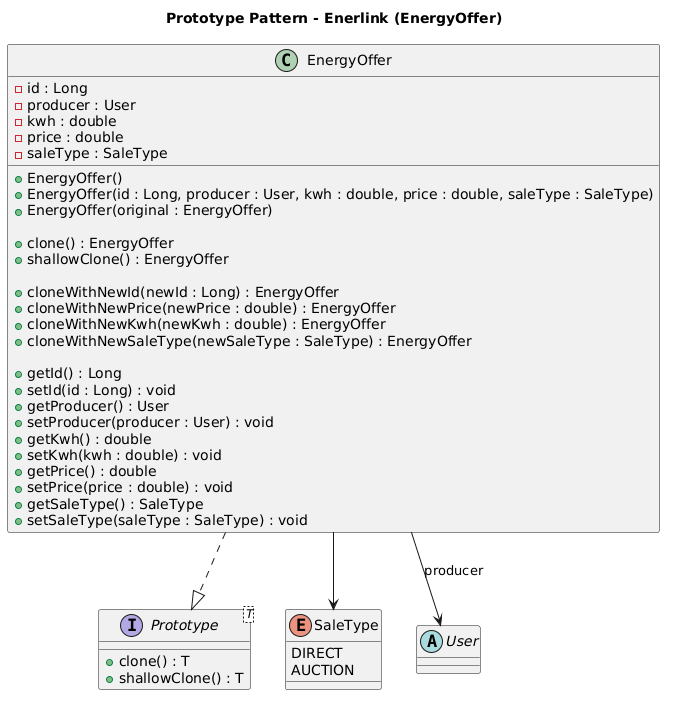 Prototype Pattern - Enerlink (EnergyOffer)
C EnergyOffer
id : Long
producer : User
kwh : double
price : double
saleType : SaleType
EnergyOffer()
EnergyOffer(id : Long, producer : User, kwh : double, price : double, saleType : SaleType)
EnergyOffer(original : EnergyOffer)
clone() : EnergyOffer
shallowClone() : EnergyOffer
cloneWithNewId(newId : Long) : EnergyOffer
cloneWithNewPrice(newPrice : double) : EnergyOffer
cloneWithNewKwh(newKwh : double) : EnergyOffer
cloneWithNewSaleType(newSaleType : SaleType) : EnergyOffer
getId() : Long
setId(id : Long) : void
getProducer() : User
setProducer(producer : User) : void
getKwh() : double
setKwh(kwh : double) : void
getPrice() : double
setPrice(price : double) : void
getSaleType() : SaleType
setSaleType(saleType : SaleType) : void
producer
I Prototype T
clone() : T
shallowClone() : T
E SaleType
DIRECT
AUCTION
A User